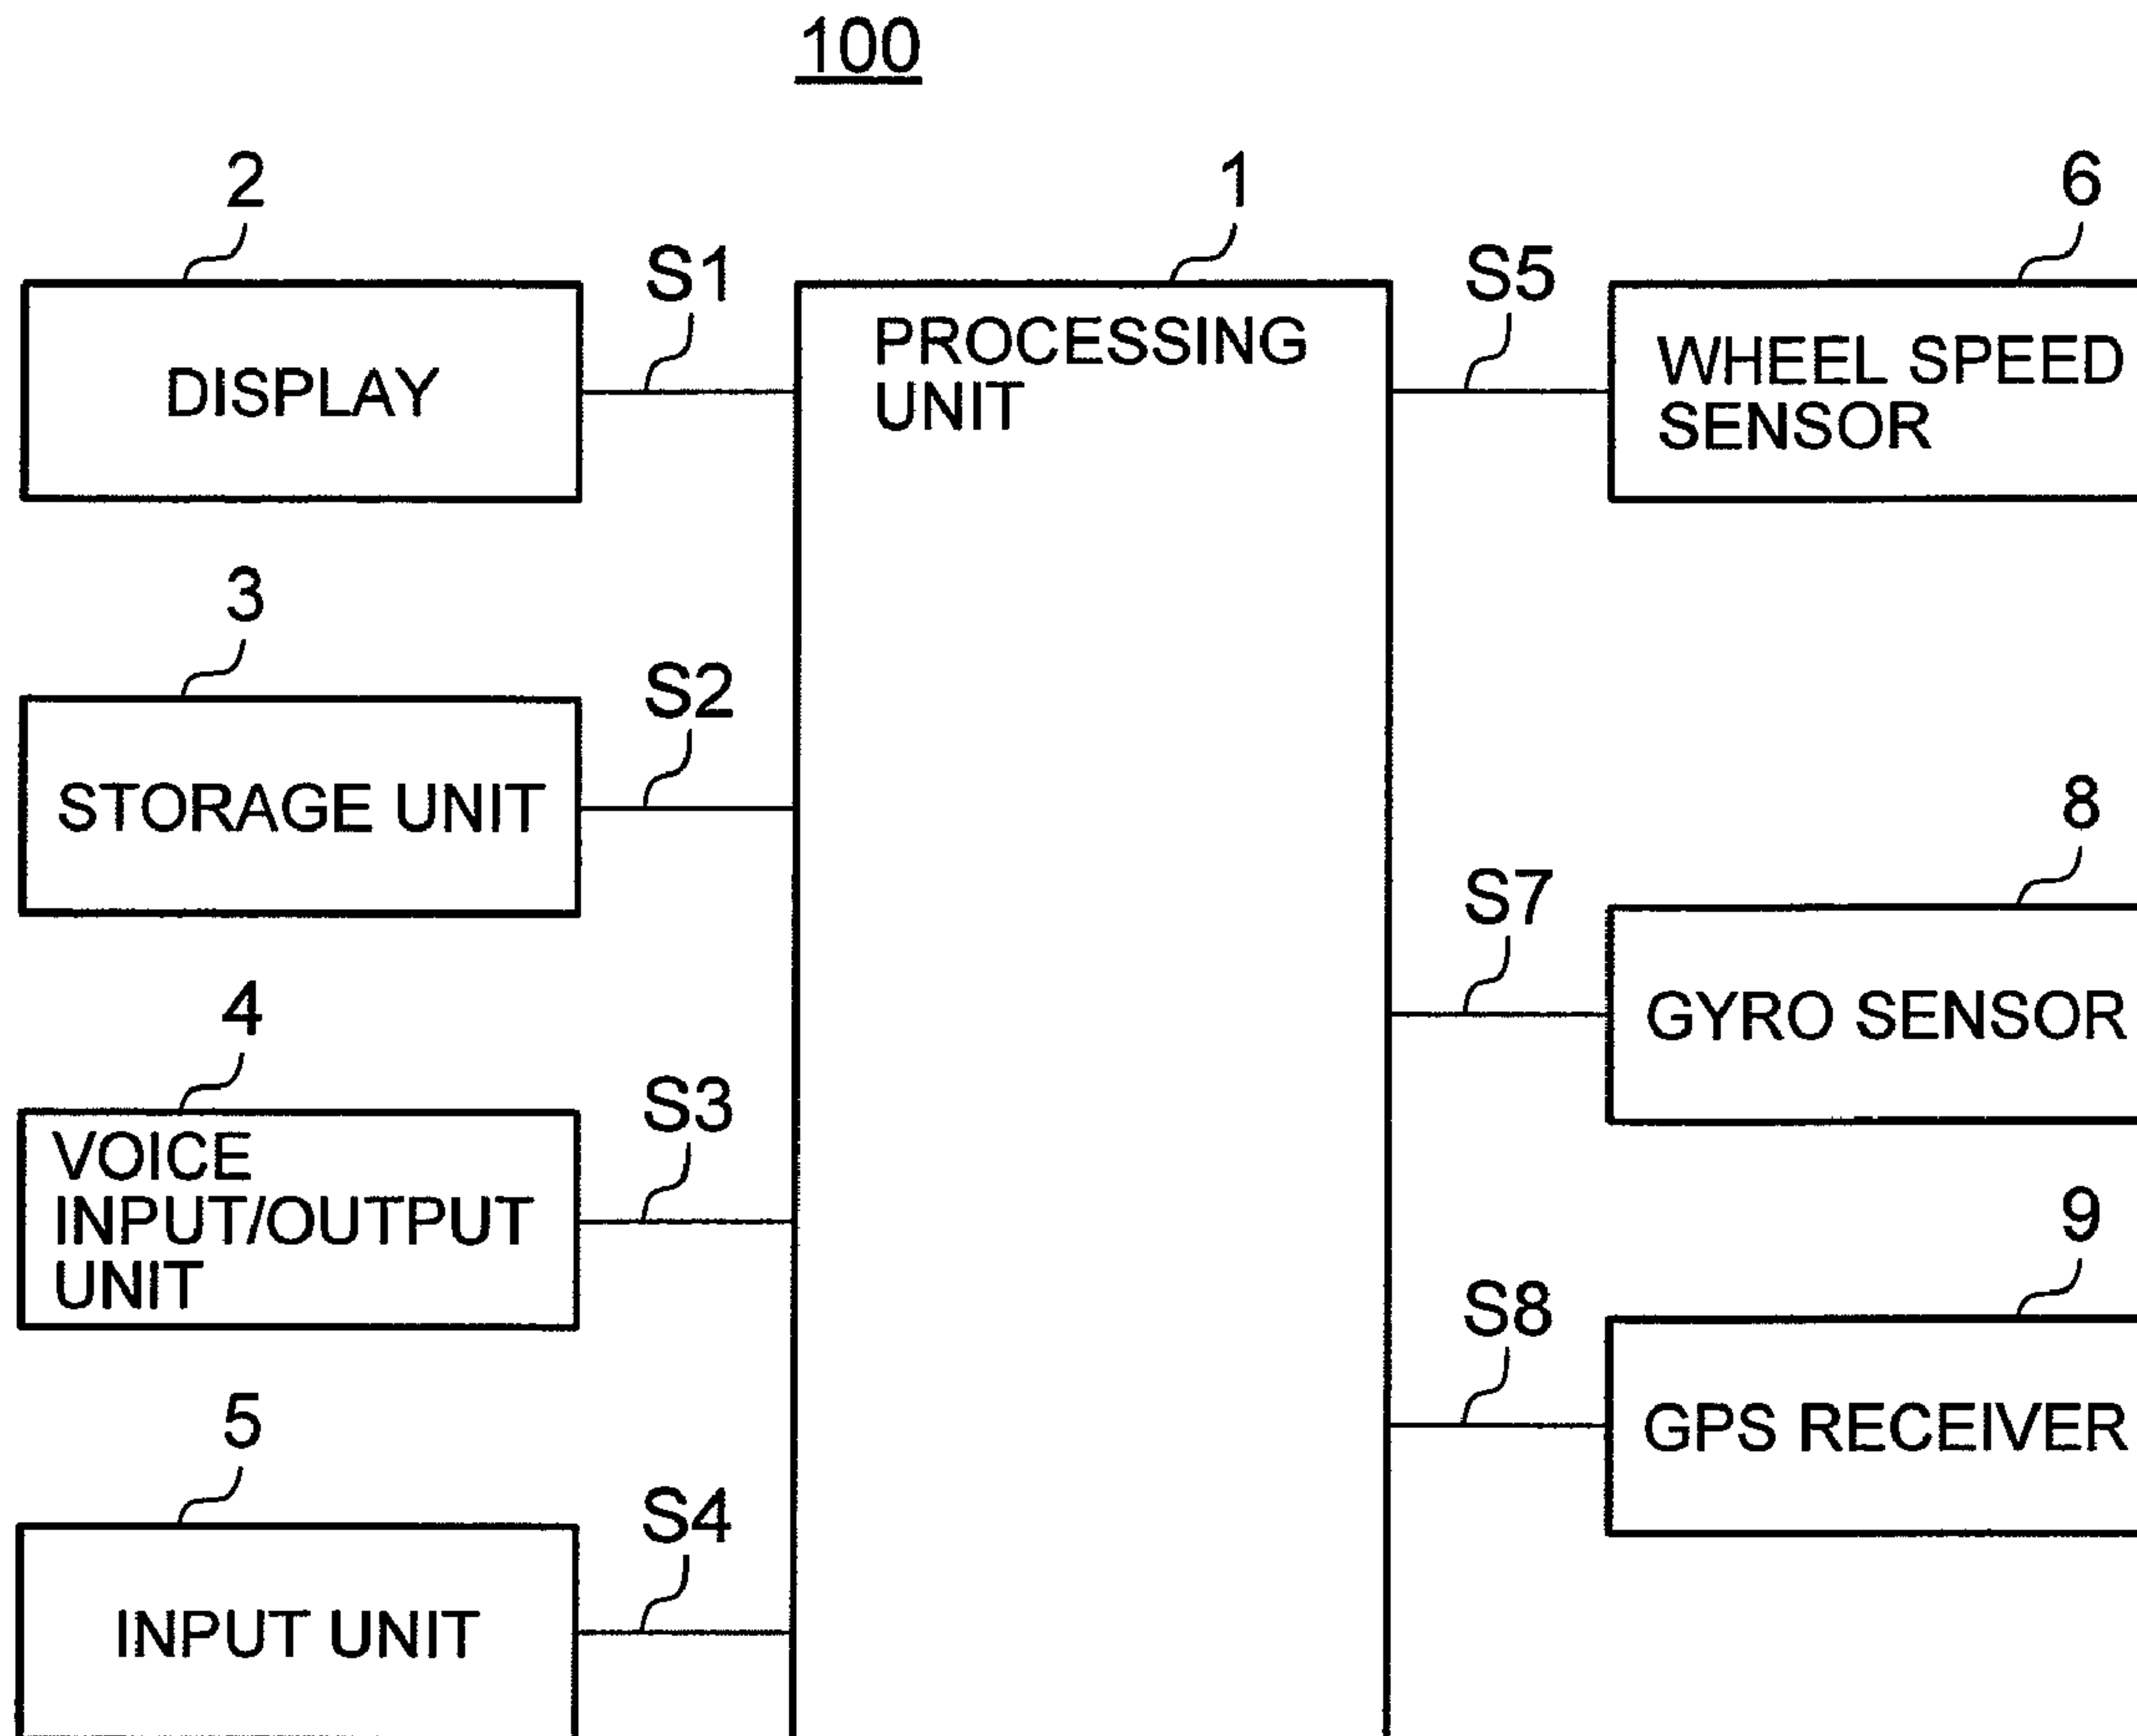 100
2
S1
DISPLAY
3
S2
STORAGE UNIT
4
S3
VOICE
INPUT/OUTPUT
UNIT
5
S4
INPUT UNIT
1
PROCESSING
UNIT
6
S5
WHEEL SPEED
SENSOR
8
S7
GYRO SENSOR
9
S8
GPS RECEIVER